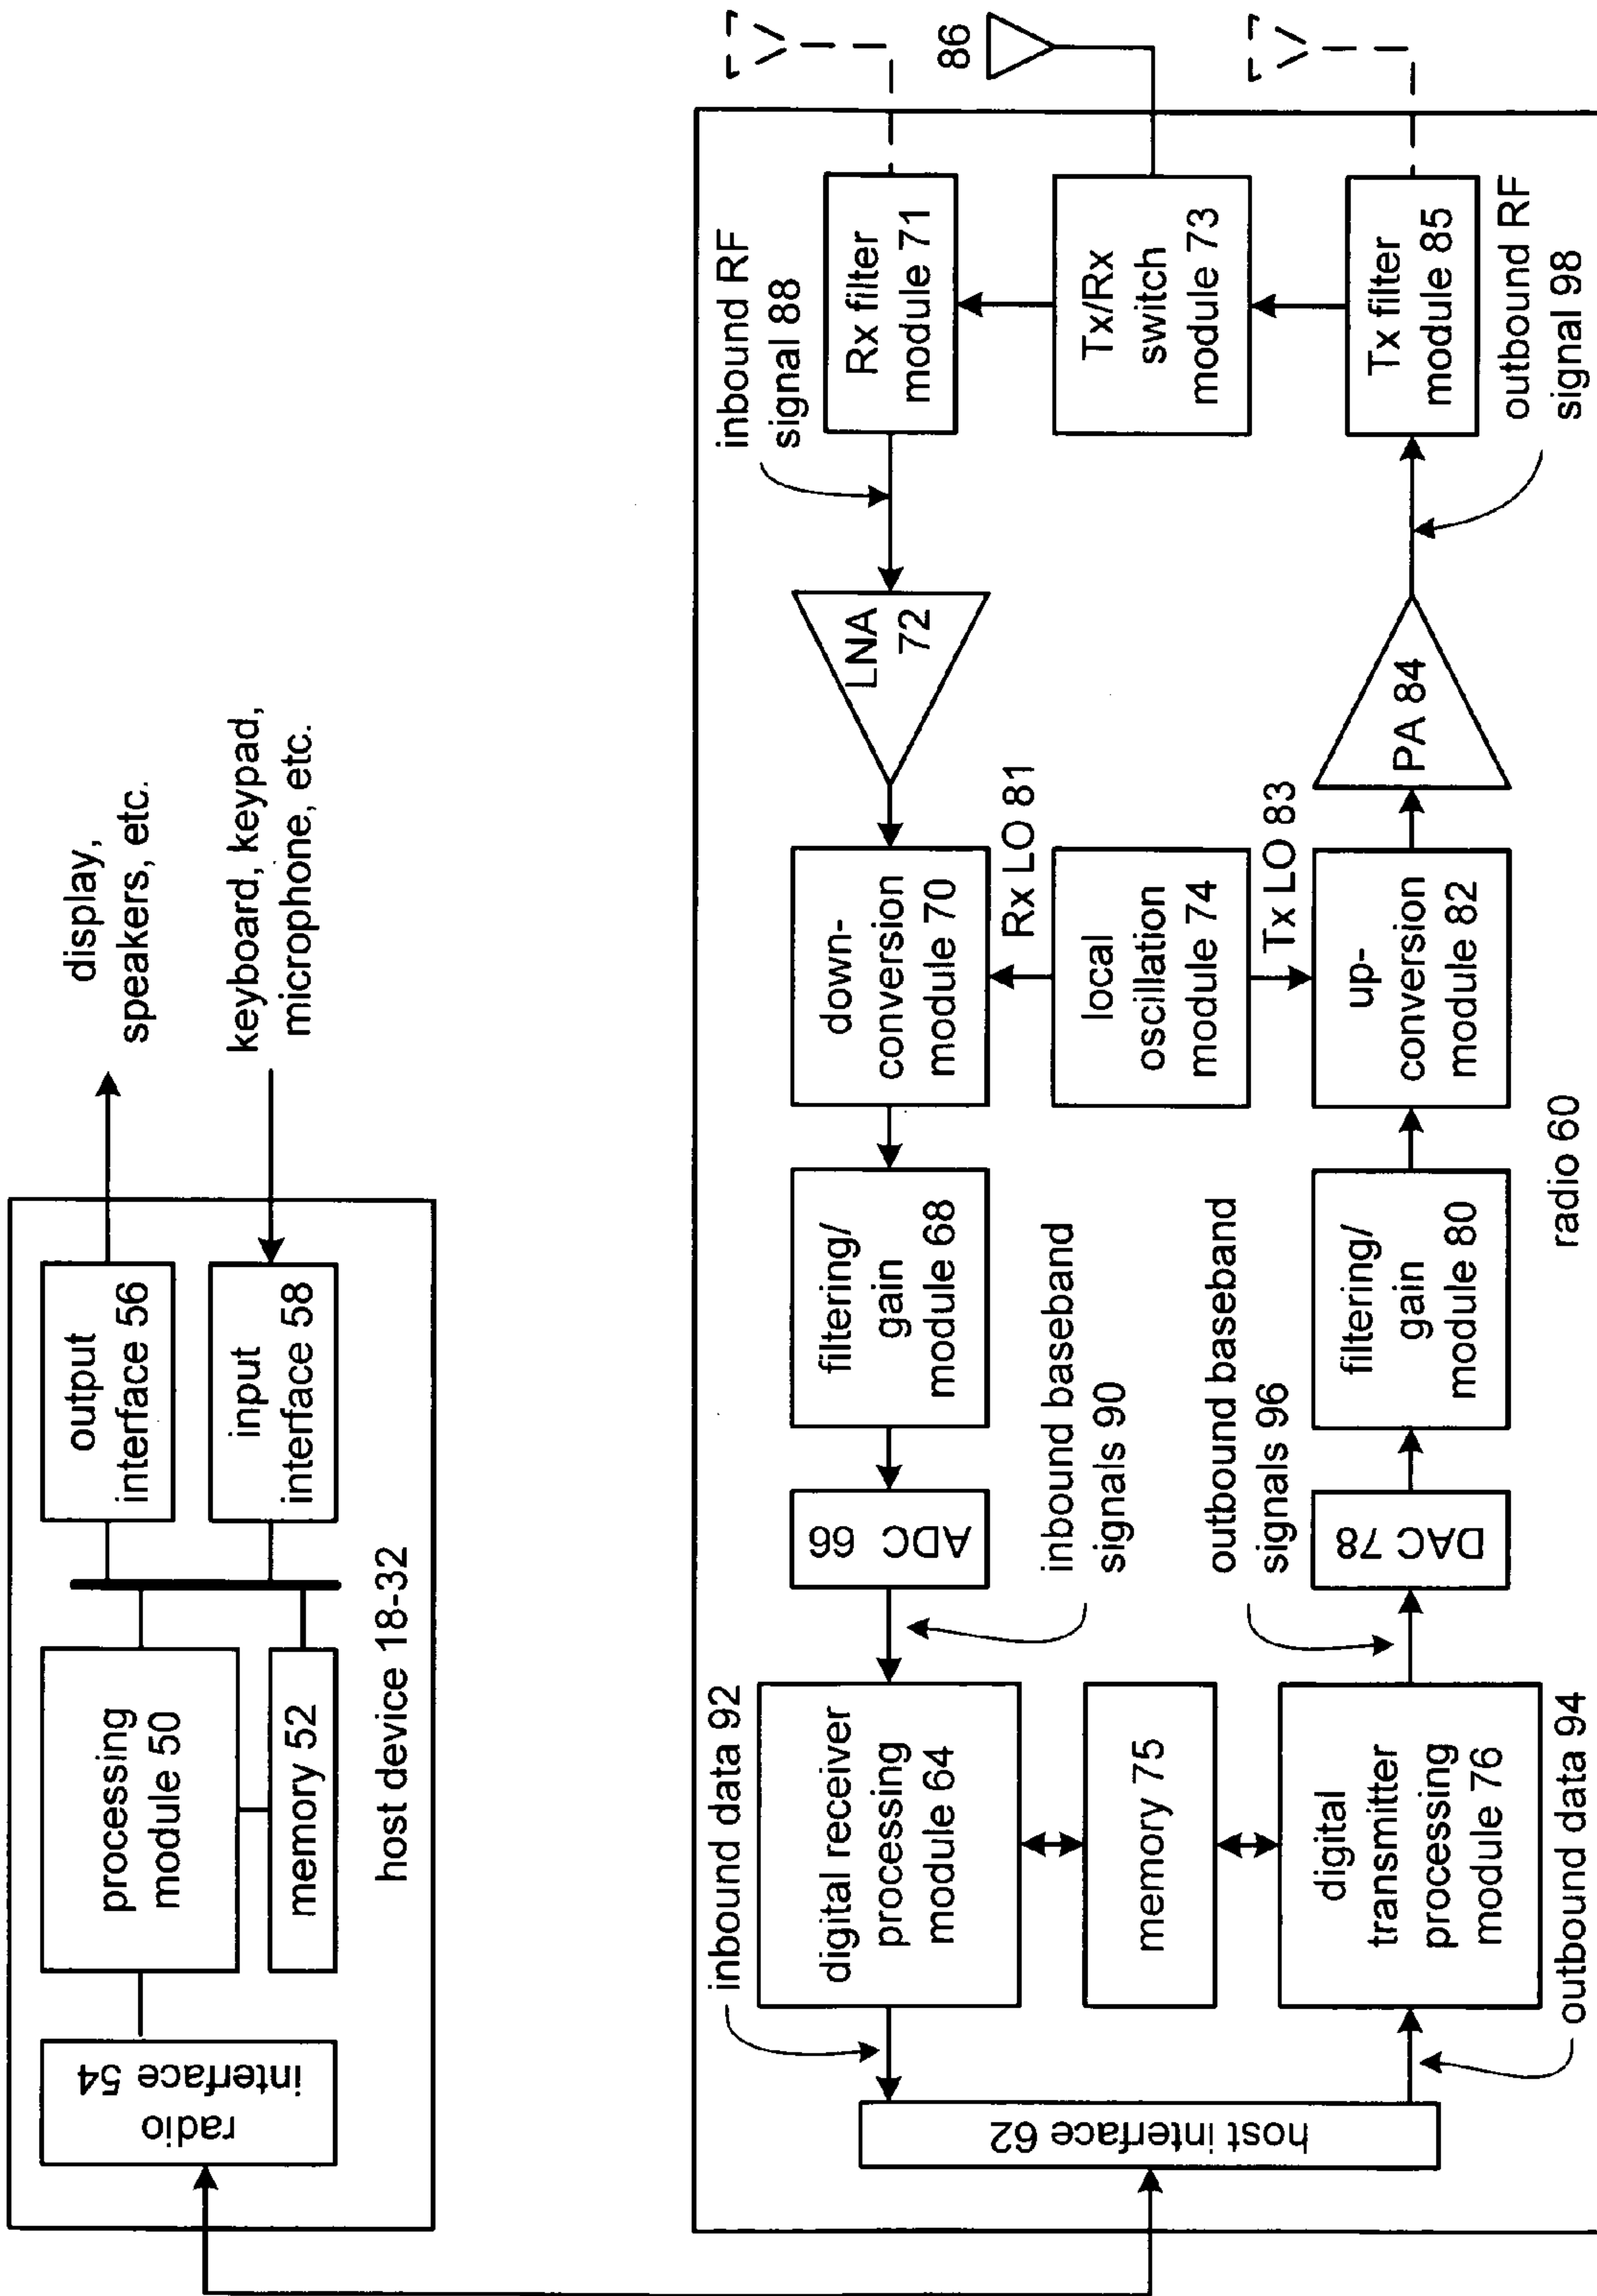 display,
speakers, etc.
keyboard, keypad,
microphone, etc.
output
interface 56
input
interface 58
processing
module 50
memory 52
radio
interface 54
host device 18-32
inbound RF
signal 88
86
Rx filter
module 71
Tx/Rx
switch
module 73
Tx filter
module 85
outbound RF
signal 98
LNA
72
PA 84
down-
conversion
module 70
Rx LO 81
local
oscillation
module 74
Tx LO 83
up-
conversion
module 82
filtering/
gain
module 68
filtering/
gain
module 80
radio 60
inbound baseband
signals 90
outbound baseband
signals 96
ADC 66
DAC 78
inbound data 92
digital receiver
processing
module 64
memory 75
digital
transmitter
processing
module 76
outbound data 94
host interface 62